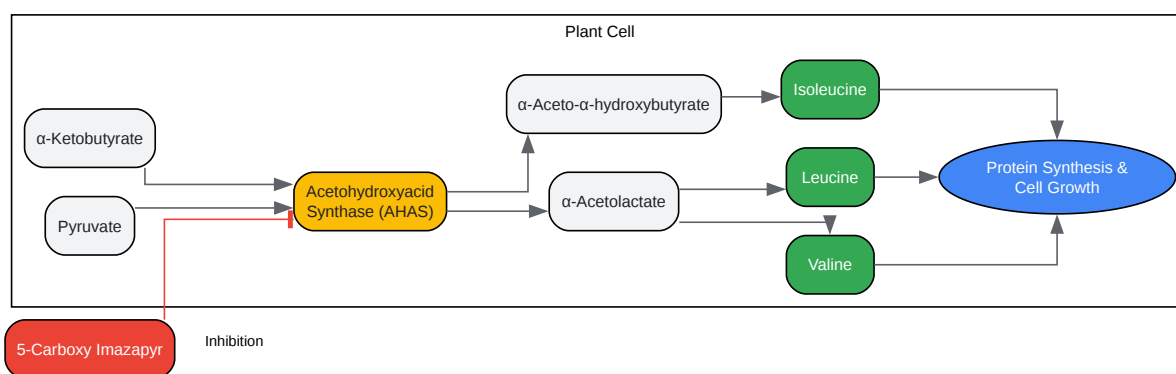 Plant Cell
α-Ketobutyrate
Pyruvate
Acetohydroxyacid
Synthase (AHAS)
α-Aceto-α-hydroxybutyrate
α-Acetolactate
Isoleucine
Leucine
Valine
Protein Synthesis &
Cell Growth
5-Carboxy Imazapyr
Inhibition